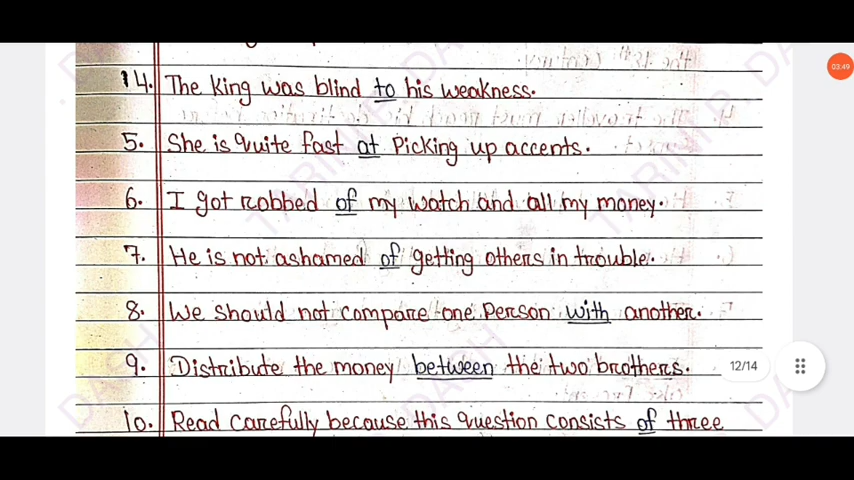 14. The King was blind to his weakness.
5. She is quite fast at Picking up accents.
6. I got robbed of my watch and all my money.
7. He is not ashamed of getting others in trouble.
8. We should not compare one Person with another.
9. Distribute the money between the two brothers.
10. Read carefully because this question consists of three
03:49
12/14